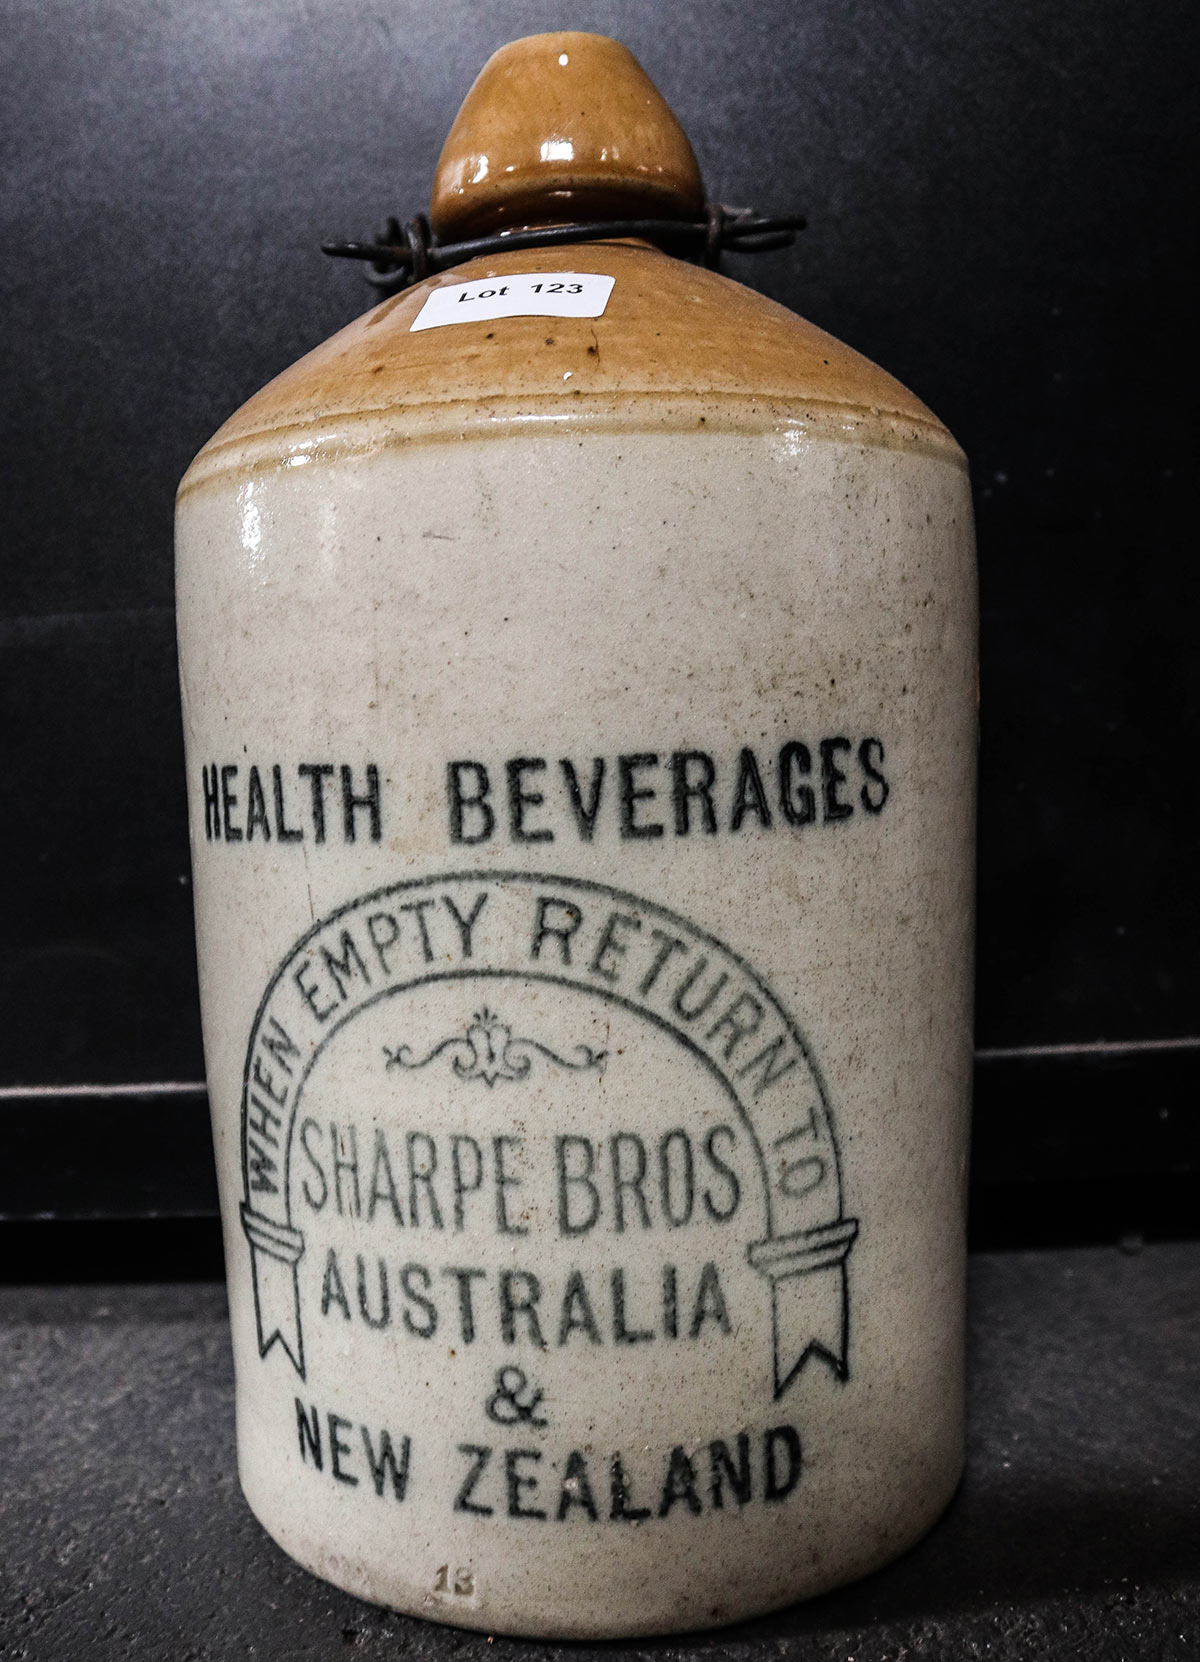 Lot 123
HEALTH BEVERAGES
WHEN EMPTY RETURN TO
SHARPE BROS
AUSTRALIA
&
NEW ZEALAND
13